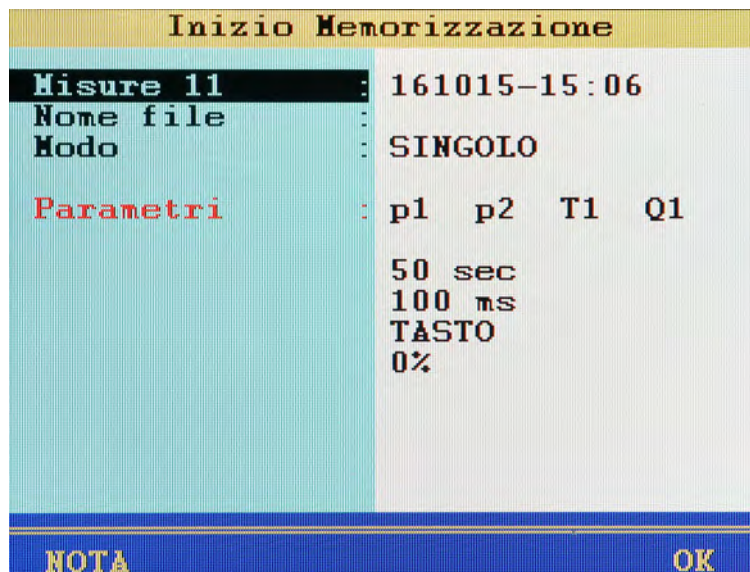 Inizio Memorizzazione
Misure 11 : 161015-15:06
Nome file :
Modo : SINGOLO
Parametri : p1 p2 T1 Q1
50 sec
100 ms
TASTO
0%
NOTA OK